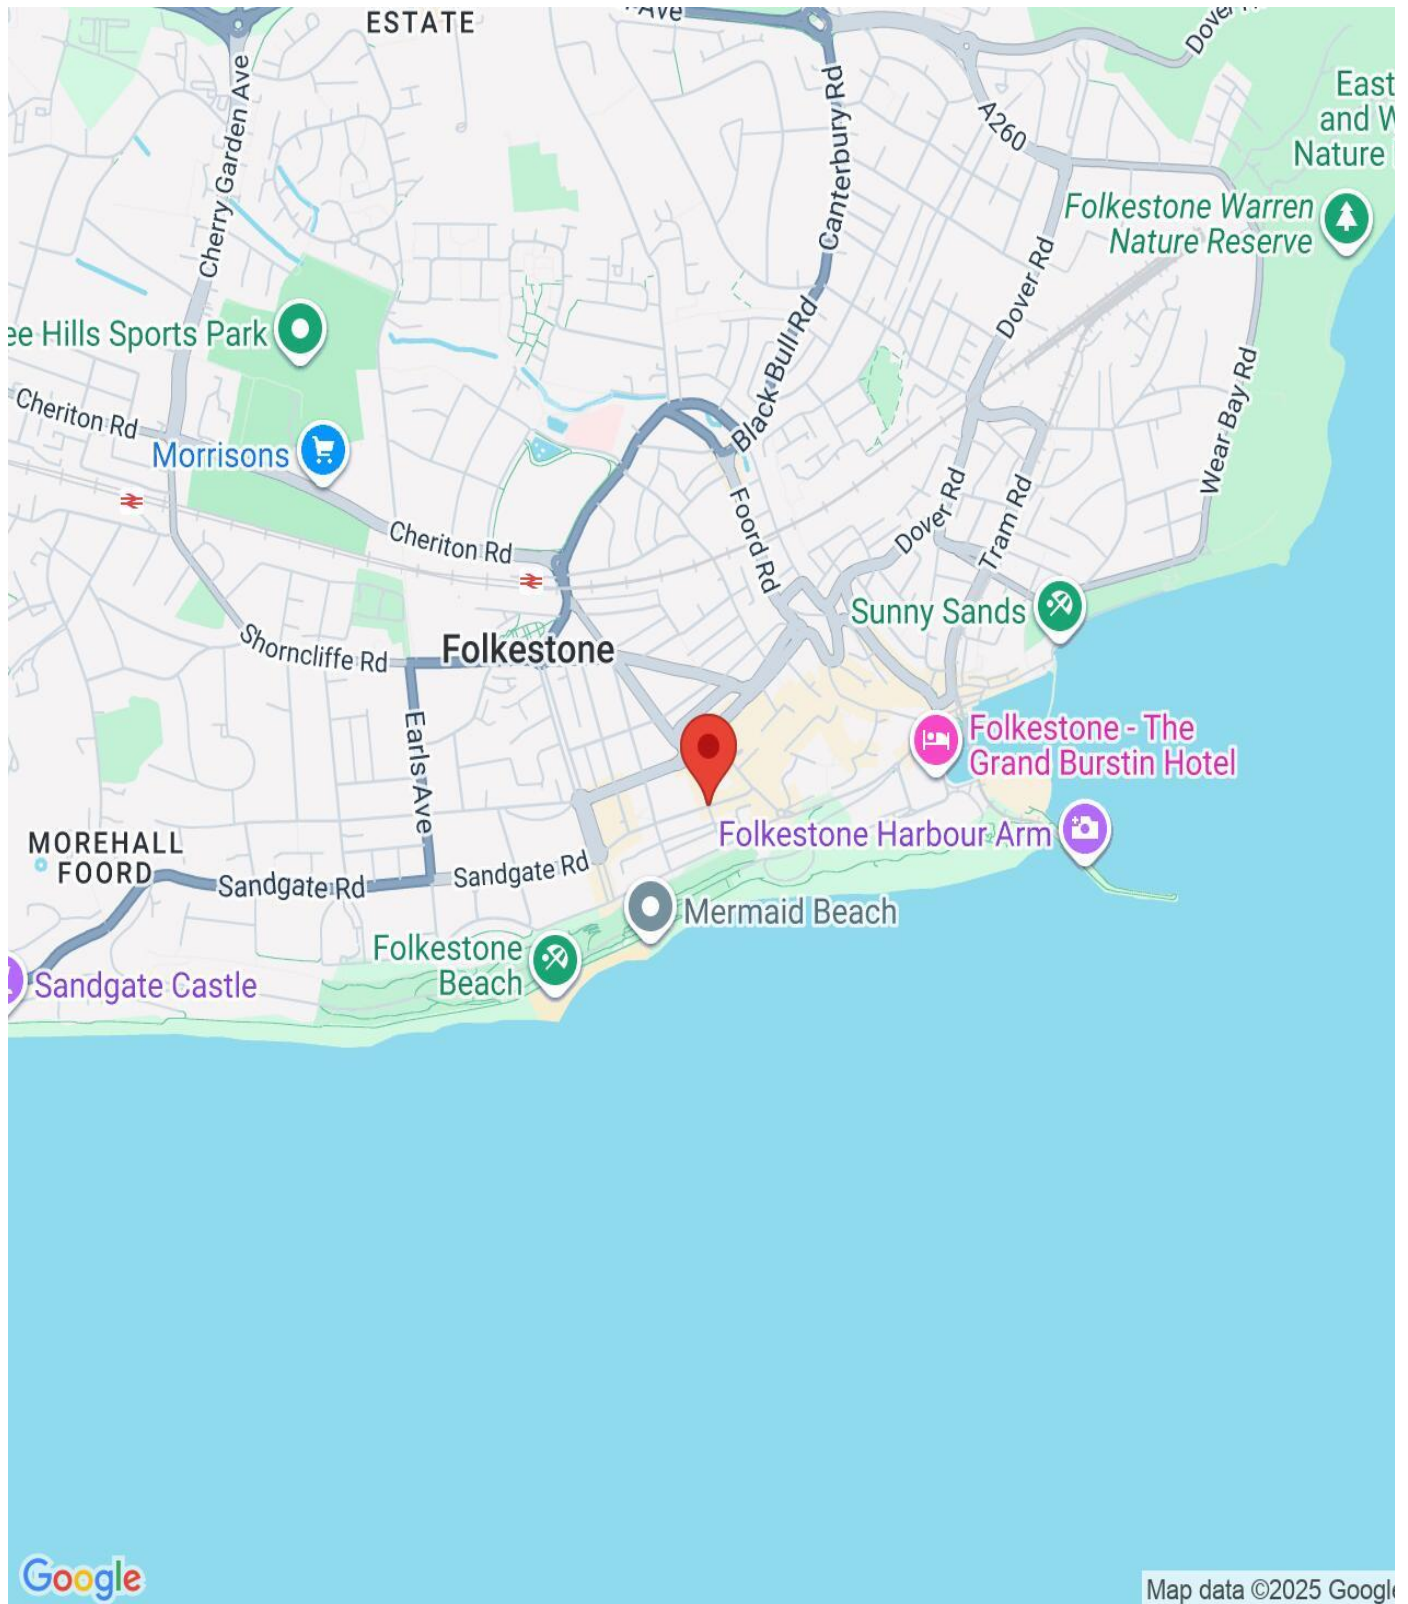 ESTATE
Cherry Garden Ave
Canterbury Rd
A260
East
and W
Nature
Folkestone Warren
Nature Reserve
Dover Rd
ee Hills Sports Park
Black Bull Rd
Wear Bay Rd
Cheriton Rd
Morrisons
Cheriton Rd
Foord Rd
Dover Rd
Tram Rd
Sunny Sands
Shorncliffe Rd
Folkestone
Earls Ave
Folkestone - The
Grand Burstin Hotel
Folkestone Harbour Arm
MOREHALL
FOORD
Sandgate Rd
Sandgate Rd
Mermaid Beach
Folkestone
Beach
Sandgate Castle
Google
Map data ©2025 Google